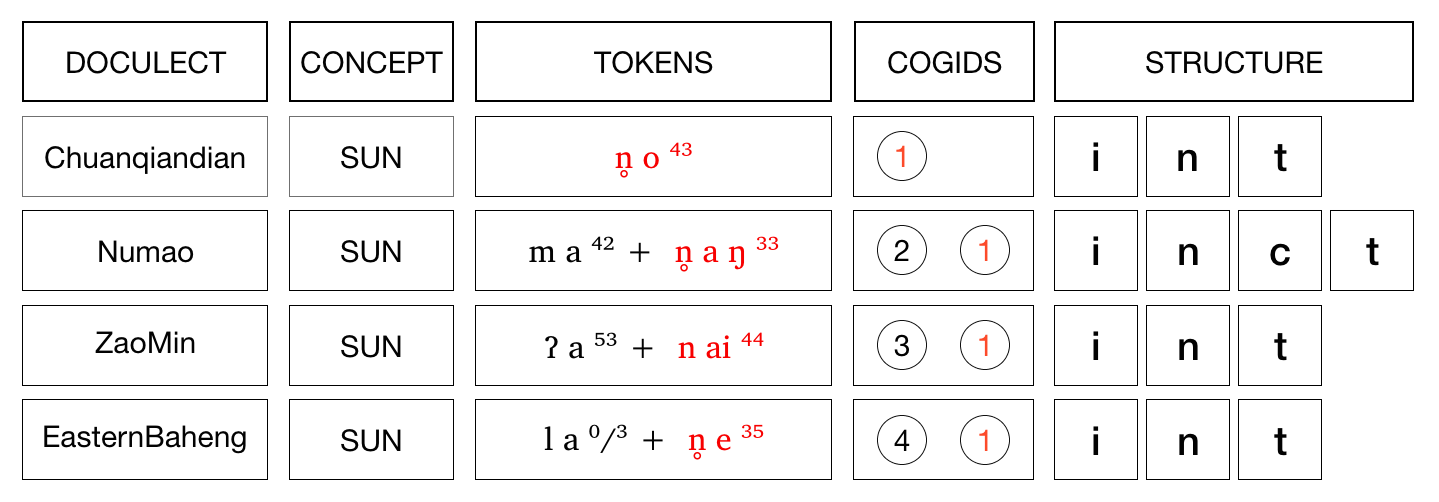 DOCULECT CONCEPT TOKENS COGIDS STRUCTURE
Chuanqiandian SUN n̥ o ⁴³ 1 i n t
Numao SUN m a ⁴² + n̥ a ŋ ³³ 2 1 i n c t
ZaoMin SUN ʔ a ⁵³ + n ai ⁴⁴ 3 1 i n t
EasternBaheng SUN l a ⁰/³ + n̥ e ³⁵ 4 1 i n t